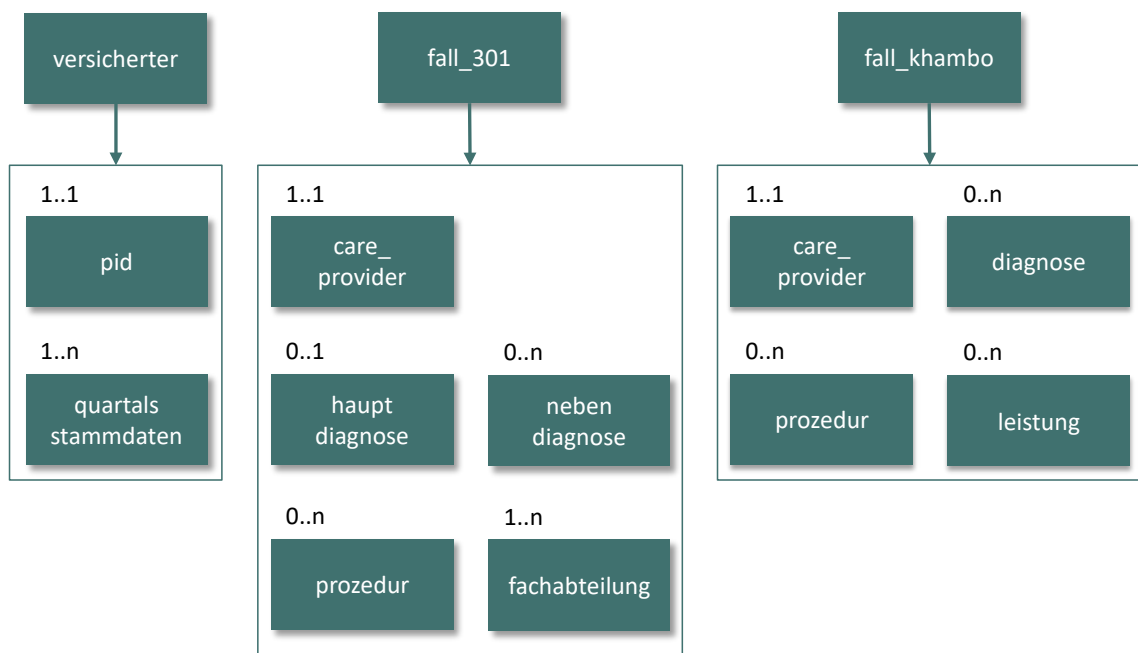 versicherter
1..1
pid
1..n
quartals
stammdaten
fall_301
1..1
care_
provider
0..1
haupt
diagnose
0..n
neben
diagnose
0..n
prozedur
1..n
fachabteilung
fall_khambo
1..1
care_
provider
0..n
diagnose
0..n
prozedur
0..n
leistung